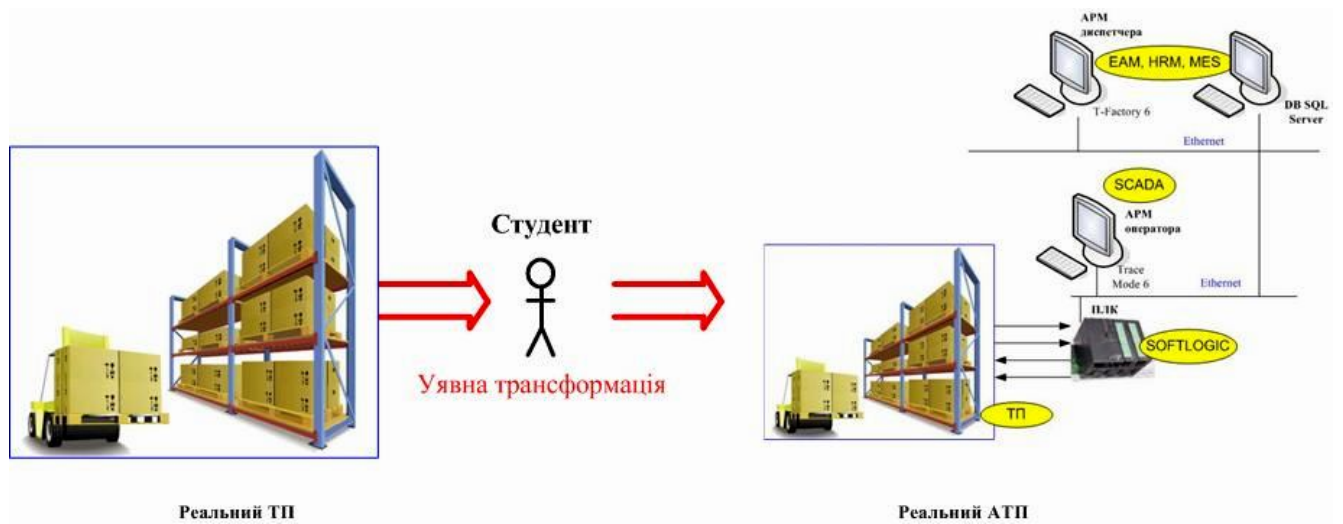 АРМ
диспетчера
EAM, HRM, MES
T-Factory 6
DB SQL
Server
Ethernet
SCADA
Студент
АРМ
оператора
Trace
Mode 6
Ethernet
ПЛК
SOFTLOGIC
Уявна трансформація
ТП
Реальний ТП
Реальний АТП